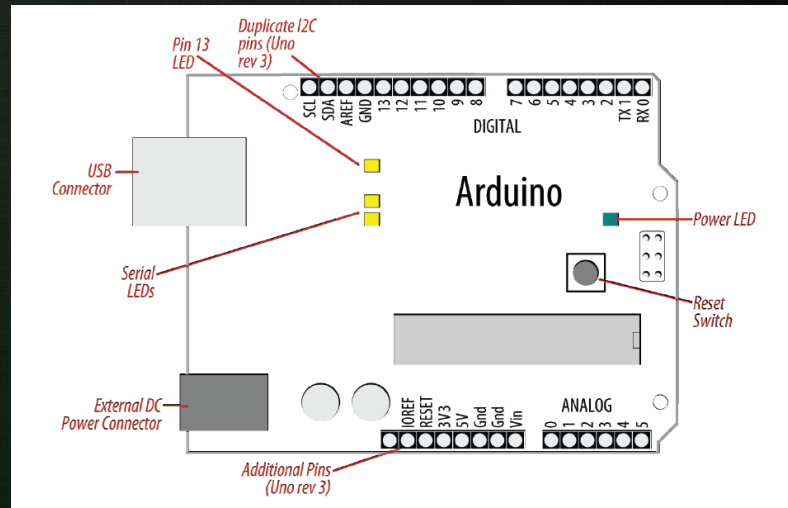 Duplicate I2C
pins (Uno
rev 3)
Pin 13
LED
SCL
SDA
AREF
GND
13
12
11
10
9
8
7
6
5
4
3
2
TX 1
RX 0
DIGITAL
USB
Connector
Arduino
Power LED
Serial
LEDs
Reset
Switch
External DC
Power Connector
IOREF
RESET
3V3
5V
Gnd
Gnd
Vin
ANALOG
0
1
2
3
4
5
Additional Pins
(Uno rev 3)